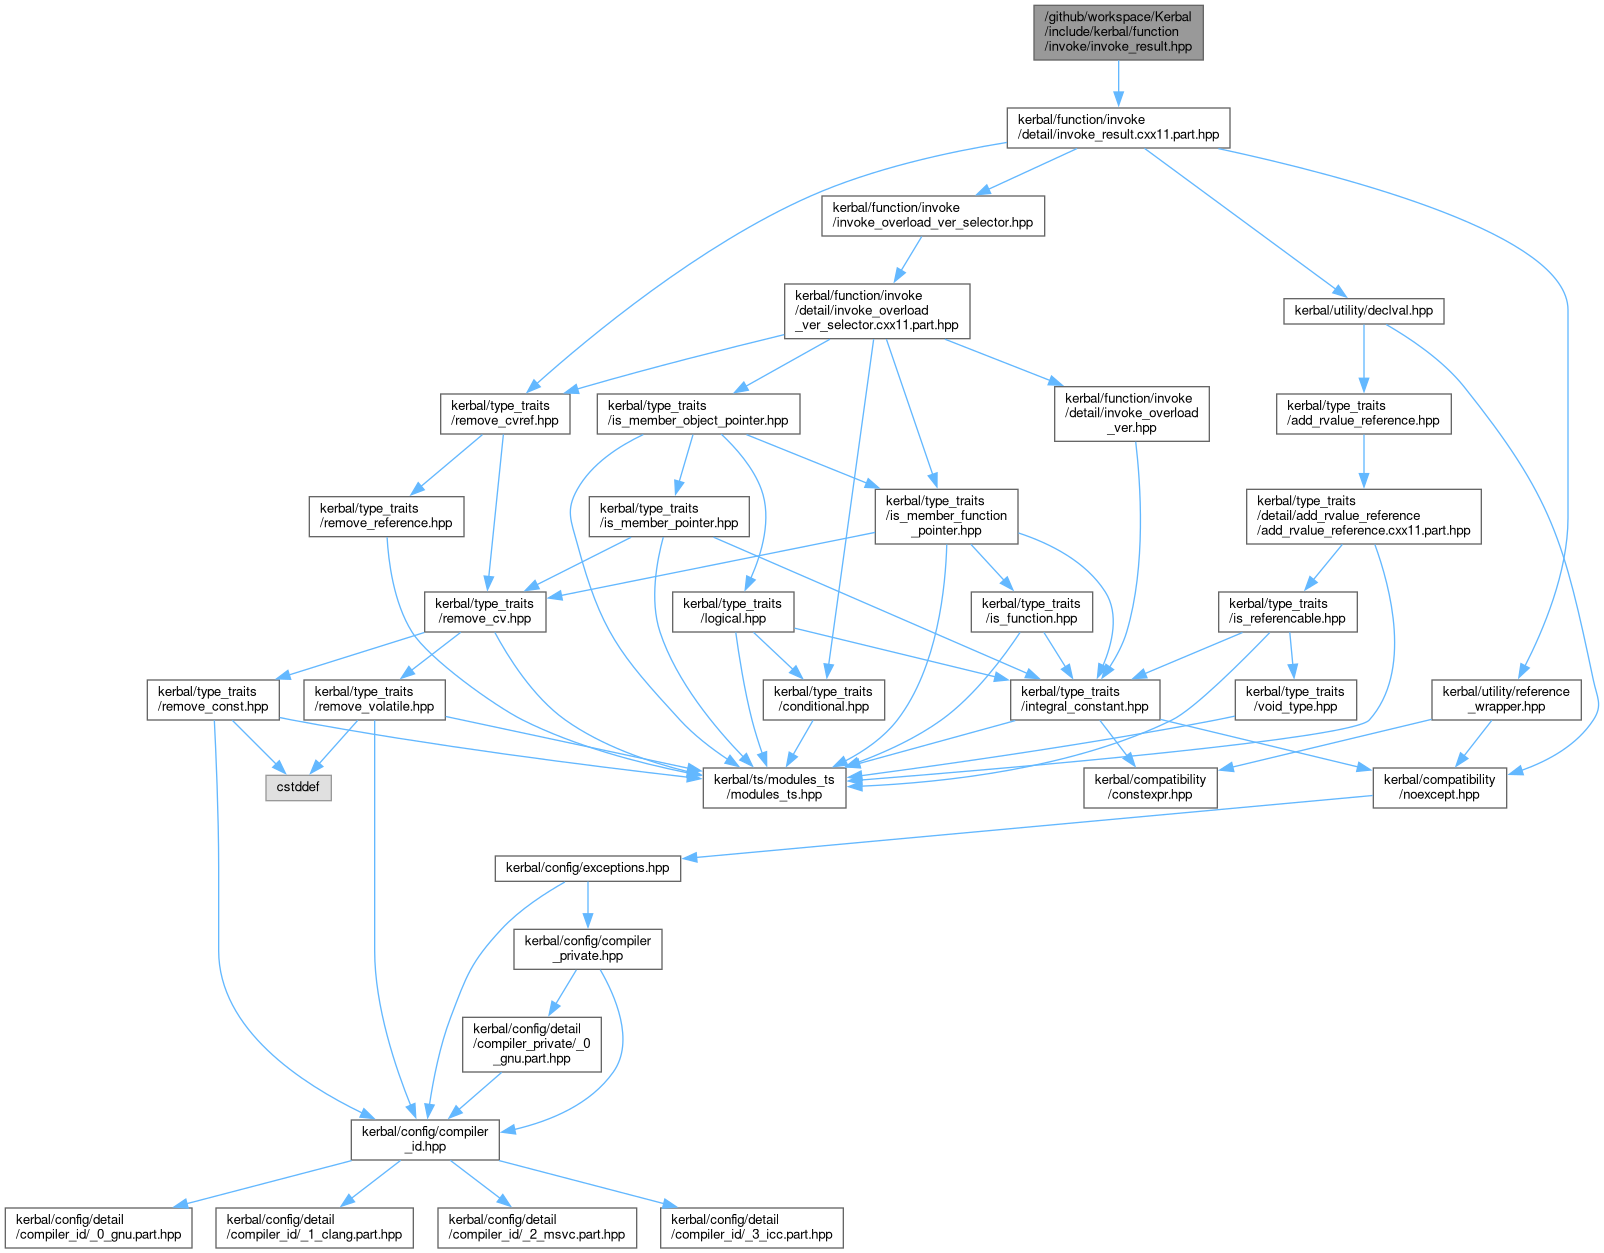 /github/workspace/Kerbal
/include/kerbal/function
/invoke/invoke_result.hpp
kerbal/function/invoke
/detail/invoke_result.cxx11.part.hpp
kerbal/function/invoke
/invoke_overload_ver_selector.hpp
kerbal/function/invoke
/detail/invoke_overload
_ver_selector.cxx11.part.hpp
kerbal/utility/declval.hpp
kerbal/type_traits
/remove_cvref.hpp
kerbal/type_traits
/is_member_object_pointer.hpp
kerbal/function/invoke
/detail/invoke_overload
_ver.hpp
kerbal/type_traits
/add_rvalue_reference.hpp
kerbal/type_traits
/remove_reference.hpp
kerbal/type_traits
/is_member_pointer.hpp
kerbal/type_traits
/is_member_function
_pointer.hpp
kerbal/type_traits
/detail/add_rvalue_reference
/add_rvalue_reference.cxx11.part.hpp
kerbal/type_traits
/remove_cv.hpp
kerbal/type_traits
/logical.hpp
kerbal/type_traits
/is_function.hpp
kerbal/type_traits
/is_referencable.hpp
kerbal/type_traits
/remove_const.hpp
kerbal/type_traits
/remove_volatile.hpp
kerbal/type_traits
/conditional.hpp
kerbal/type_traits
/integral_constant.hpp
kerbal/type_traits
/void_type.hpp
kerbal/utility/reference
_wrapper.hpp
cstddef
kerbal/ts/modules_ts
/modules_ts.hpp
kerbal/compatibility
/constexpr.hpp
kerbal/compatibility
/noexcept.hpp
kerbal/config/exceptions.hpp
kerbal/config/compiler
_private.hpp
kerbal/config/detail
/compiler_private/_0
_gnu.part.hpp
kerbal/config/compiler
_id.hpp
kerbal/config/detail
/compiler_id/_0_gnu.part.hpp
kerbal/config/detail
/compiler_id/_1_clang.part.hpp
kerbal/config/detail
/compiler_id/_2_msvc.part.hpp
kerbal/config/detail
/compiler_id/_3_icc.part.hpp